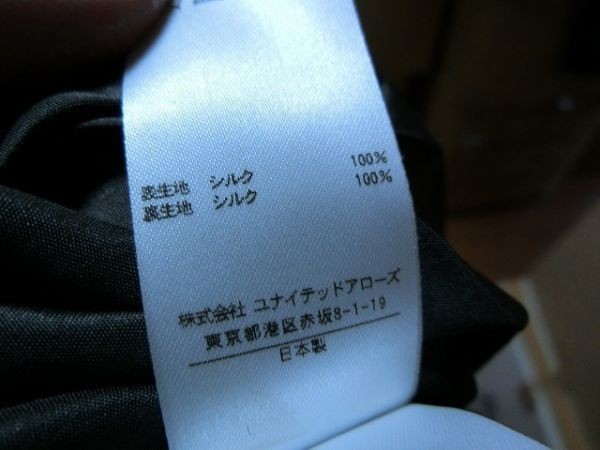 表生地 シルク 100%
裏生地 シルク 100%
株式会社 ユナイテッドアローズ
東京都港区赤坂8-1-19
日本製